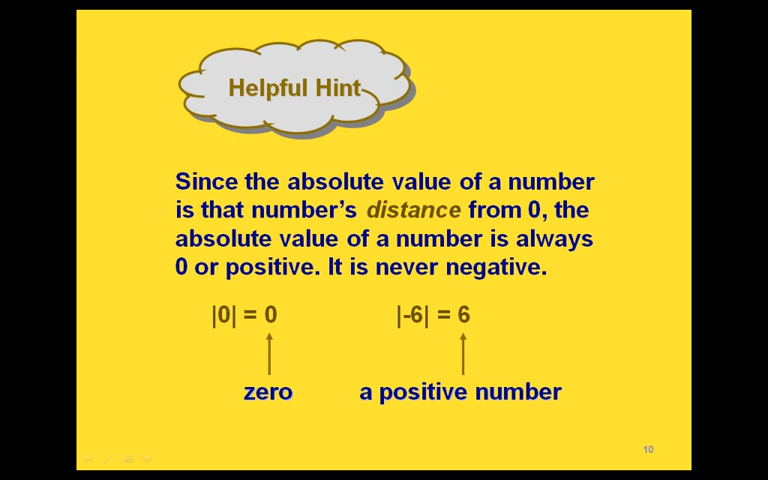 Helpful Hint
Since the absolute value of a number
is that number’s distance from 0, the
absolute value of a number is always
0 or positive. It is never negative.
|0| = 0 |-6| = 6
zero a positive number
10